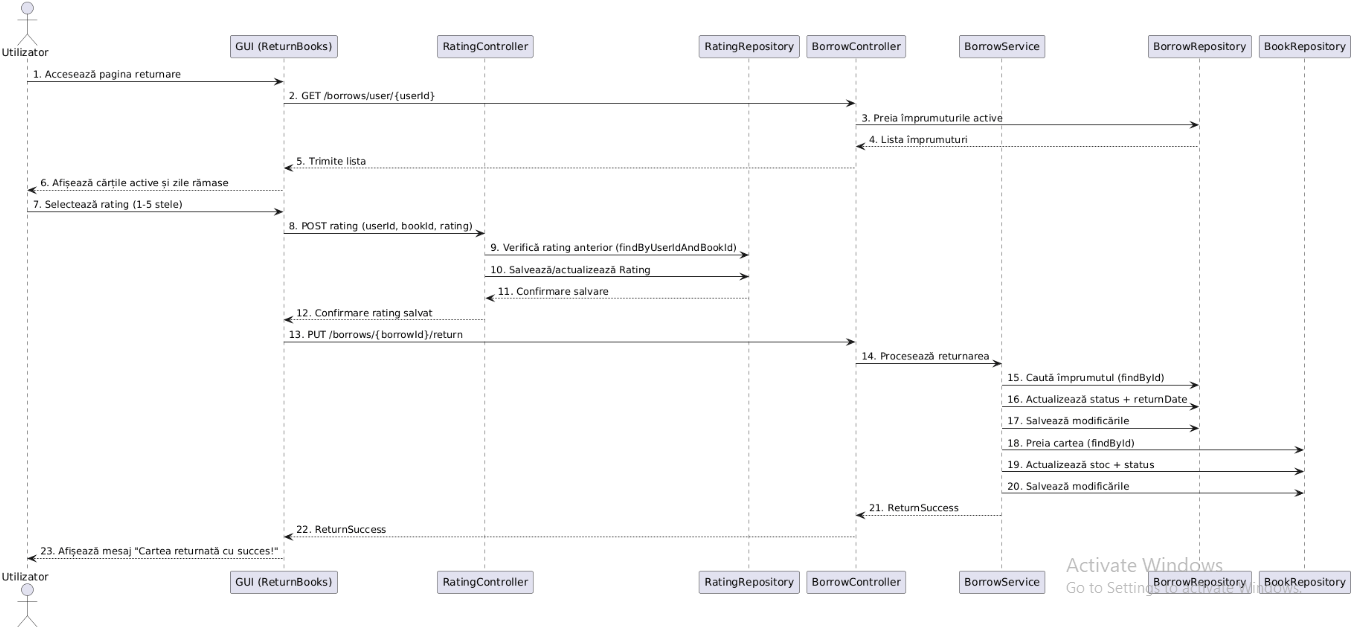 Utilizator
GUI (ReturnBooks)
RatingController
RatingRepository
BorrowController
BorrowService
BorrowRepository
BookRepository
1. Accesează pagina returnare
2. GET /borrows/user/{userId}
3. Preia împrumuturile active
4. Lista împrumuturi
5. Trimite lista
6. Afișează cărțile active și zile rămase
7. Selectează rating (1-5 stele)
8. POST rating (userId, bookId, rating)
9. Verifică rating anterior (findByUserIdAndBookId)
10. Salvează/actualizează Rating
11. Confirmare salvare
12. Confirmare rating salvat
13. PUT /borrows/{borrowId}/return
14. Procesează returnarea
15. Caută împrumutul (findById)
16. Actualizează status + returnDate
17. Salvează modificările
18. Preia cartea (findById)
19. Actualizează stoc + status
20. Salvează modificările
21. ReturnSuccess
22. ReturnSuccess
23. Afișează mesaj "Cartea returnată cu succes!"
Utilizator
GUI (ReturnBooks)
RatingController
RatingRepository
BorrowController
BorrowService
BorrowRepository
BookRepository
Activate Windows
Go to Settings to activate Windows.